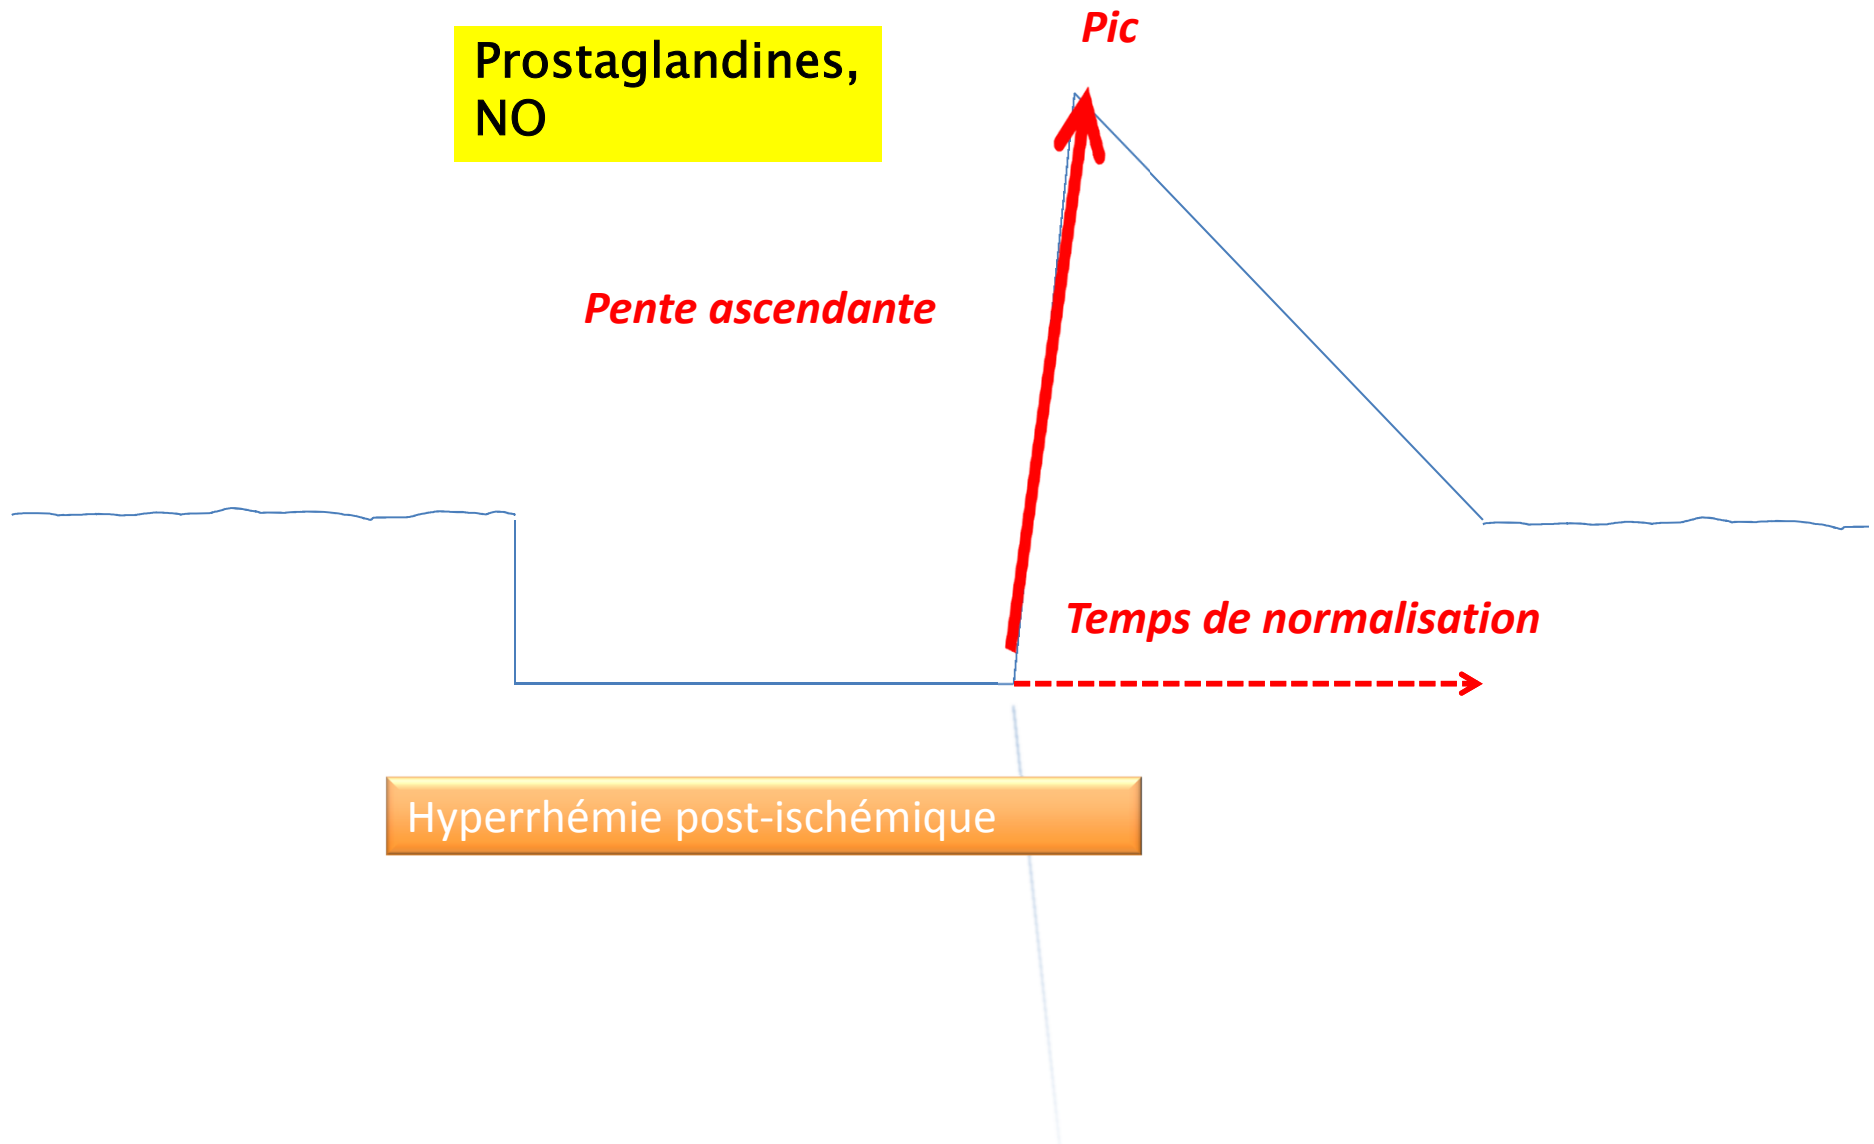 Pic
Prostaglandines,
NO
Pente ascendante
Temps de normalisation
Hyperrhémie post-ischémique